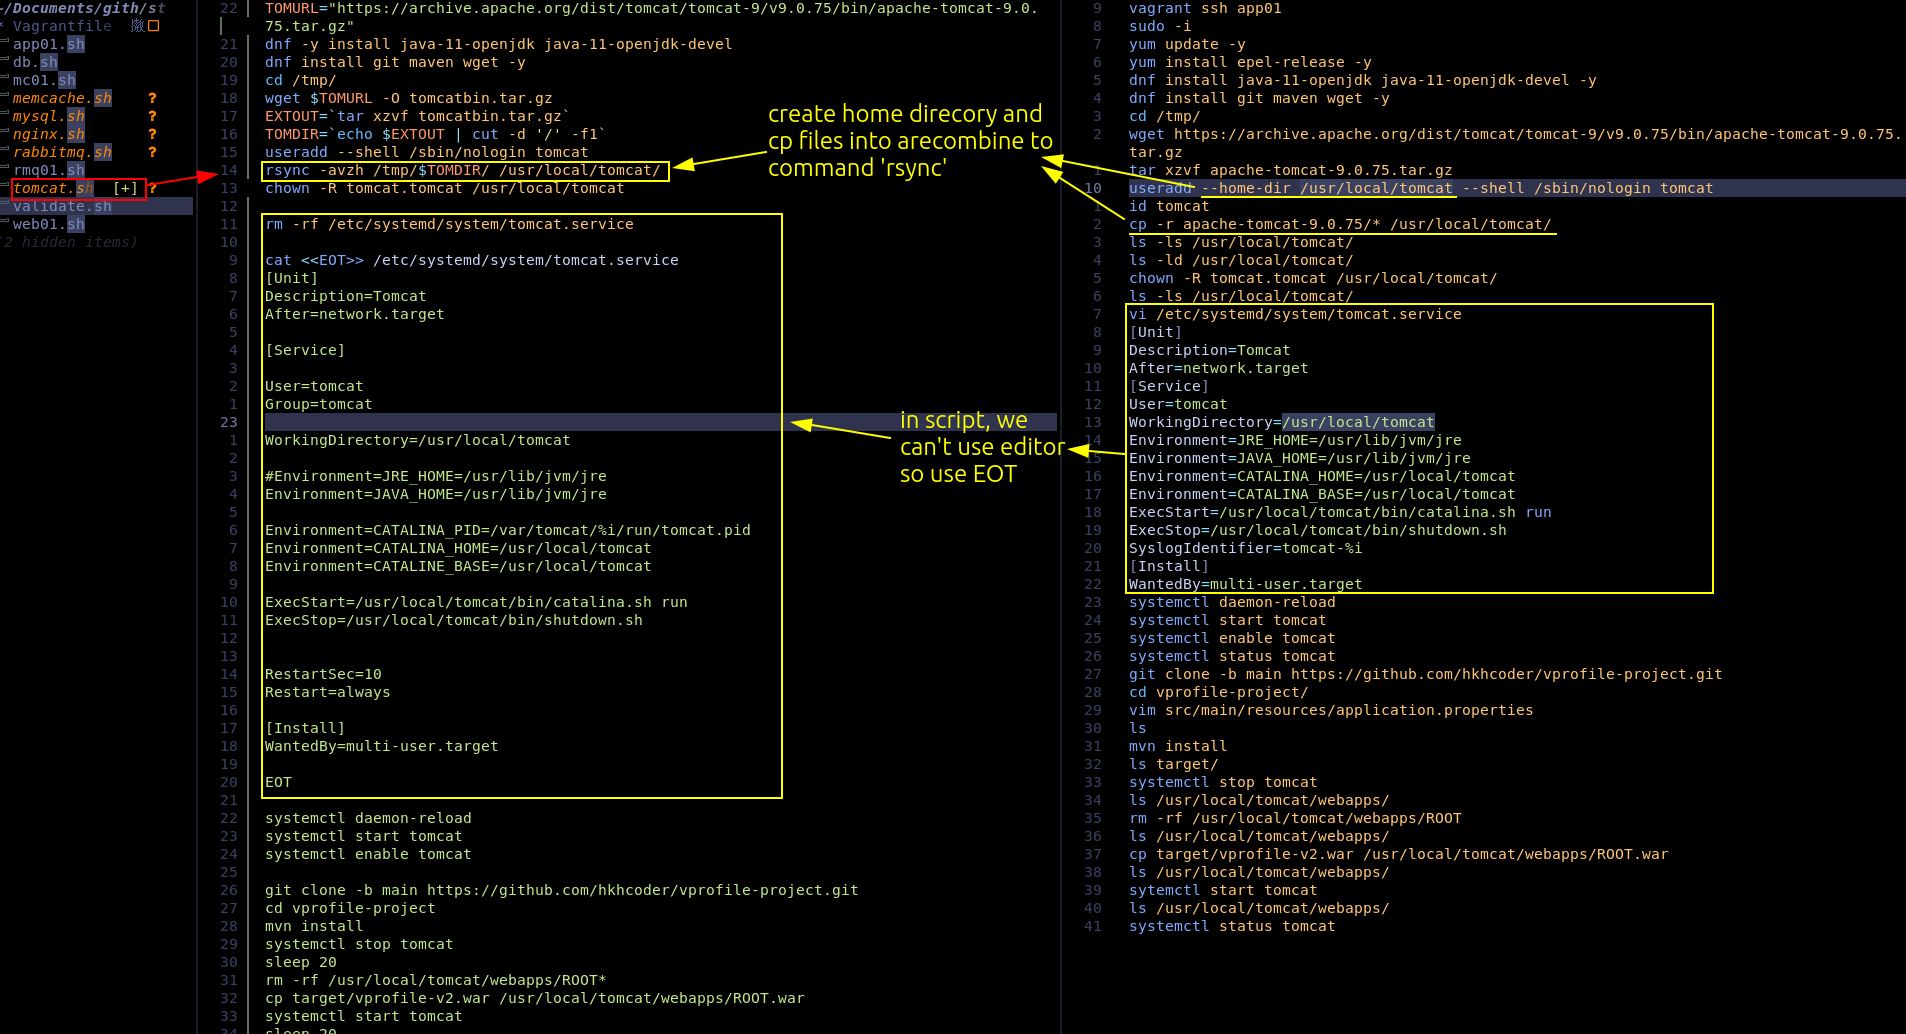 ~/Documents/gith/st
Vagrantfile
app01.sh
db.sh
mc01.sh
memcache.sh ?
mysql.sh ?
nginx.sh ?
rabbitmq.sh ?
rmq01.sh
tomcat.sh [+] ?
validate.sh
web01.sh
(2 hidden items)
22 TOMURL="https://archive.apache.org/dist/tomcat/tomcat-9/v9.0.75/bin/apache-tomcat-9.0.
75.tar.gz"
21 dnf -y install java-11-openjdk java-11-openjdk-devel
20 dnf install git maven wget -y
19 cd /tmp/
18 wget $TOMURL -O tomcatbin.tar.gz
17 EXTOUT=`tar xzvf tomcatbin.tar.gz`
16 TOMDIR=`echo $EXTOUT | cut -d '/' -f1`
15 useradd --shell /sbin/nologin tomcat
14 rsync -avzh /tmp/$TOMDIR/ /usr/local/tomcat/
13 chown -R tomcat.tomcat /usr/local/tomcat
12
11 rm -rf /etc/systemd/system/tomcat.service
10
9 cat <<EOT>> /etc/systemd/system/tomcat.service
8 [Unit]
7 Description=Tomcat
6 After=network.target
5
4 [Service]
3
2 User=tomcat
1 Group=tomcat
23
1 WorkingDirectory=/usr/local/tomcat
2
3 #Environment=JRE_HOME=/usr/lib/jvm/jre
4 Environment=JAVA_HOME=/usr/lib/jvm/jre
5
6 Environment=CATALINA_PID=/var/tomcat/%i/run/tomcat.pid
7 Environment=CATALINA_HOME=/usr/local/tomcat
8 Environment=CATALINE_BASE=/usr/local/tomcat
9
10 ExecStart=/usr/local/tomcat/bin/catalina.sh run
11 ExecStop=/usr/local/tomcat/bin/shutdown.sh
12
13
14 RestartSec=10
15 Restart=always
16
17 [Install]
18 WantedBy=multi-user.target
19
20 EOT
21
22 systemctl daemon-reload
23 systemctl start tomcat
24 systemctl enable tomcat
25
26 git clone -b main https://github.com/hkhcoder/vprofile-project.git
27 cd vprofile-project
28 mvn install
29 systemctl stop tomcat
30 sleep 20
31 rm -rf /usr/local/tomcat/webapps/ROOT*
32 cp target/vprofile-v2.war /usr/local/tomcat/webapps/ROOT.war
33 systemctl start tomcat
34 sleep 20
create home direcory and
cp files into arecombine to
command 'rsync'
in script, we
can't use editor
so use EOT
9 vagrant ssh app01
8 sudo -i
7 yum update -y
6 yum install epel-release -y
5 dnf install java-11-openjdk java-11-openjdk-devel -y
4 dnf install git maven wget -y
3 cd /tmp/
2 wget https://archive.apache.org/dist/tomcat/tomcat-9/v9.0.75/bin/apache-tomcat-9.0.75.
tar.gz
1 tar xzvf apache-tomcat-9.0.75.tar.gz
10 useradd --home-dir /usr/local/tomcat --shell /sbin/nologin tomcat
1 id tomcat
2 cp -r apache-tomcat-9.0.75/* /usr/local/tomcat/
3 ls -ls /usr/local/tomcat/
4 ls -ld /usr/local/tomcat/
5 chown -R tomcat.tomcat /usr/local/tomcat/
6 ls -ls /usr/local/tomcat/
7 vi /etc/systemd/system/tomcat.service
8 [Unit]
9 Description=Tomcat
10 After=network.target
11 [Service]
12 User=tomcat
13 WorkingDirectory=/usr/local/tomcat
14 Environment=JRE_HOME=/usr/lib/jvm/jre
15 Environment=JAVA_HOME=/usr/lib/jvm/jre
16 Environment=CATALINA_HOME=/usr/local/tomcat
17 Environment=CATALINA_BASE=/usr/local/tomcat
18 ExecStart=/usr/local/tomcat/bin/catalina.sh run
19 ExecStop=/usr/local/tomcat/bin/shutdown.sh
20 SyslogIdentifier=tomcat-%i
21 [Install]
22 WantedBy=multi-user.target
23 systemctl daemon-reload
24 systemctl start tomcat
25 systemctl enable tomcat
26 systemctl status tomcat
27 git clone -b main https://github.com/hkhcoder/vprofile-project.git
28 cd vprofile-project/
29 vim src/main/resources/application.properties
30 ls
31 mvn install
32 ls target/
33 systemctl stop tomcat
34 ls /usr/local/tomcat/webapps/
35 rm -rf /usr/local/tomcat/webapps/ROOT
36 ls /usr/local/tomcat/webapps/
37 cp target/vprofile-v2.war /usr/local/tomcat/webapps/ROOT.war
38 ls /usr/local/tomcat/webapps/
39 sytemctl start tomcat
40 ls /usr/local/tomcat/webapps/
41 systemctl status tomcat